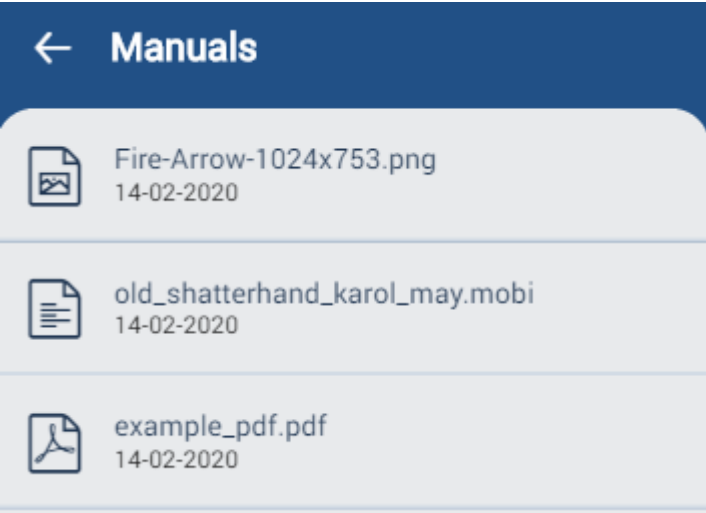 Manuals
Fire-Arrow-1024x753.png
14-02-2020
old_shatterhand_karol_may.mobi
14-02-2020
example_pdf.pdf
14-02-2020